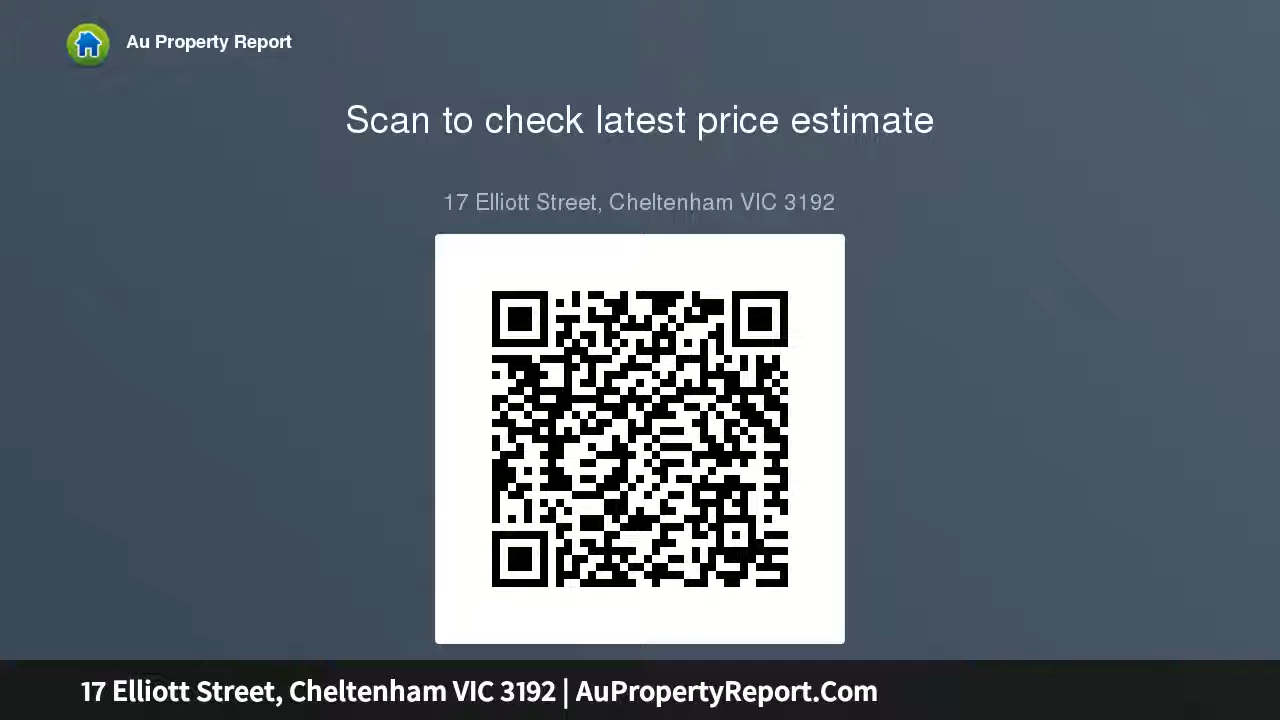 Au Property Report
Scan to check latest price estimate
17 Elliott Street, Cheltenham VIC 3192
17 Elliott Street, Cheltenham VIC 3192 | AuPropertyReport.Com